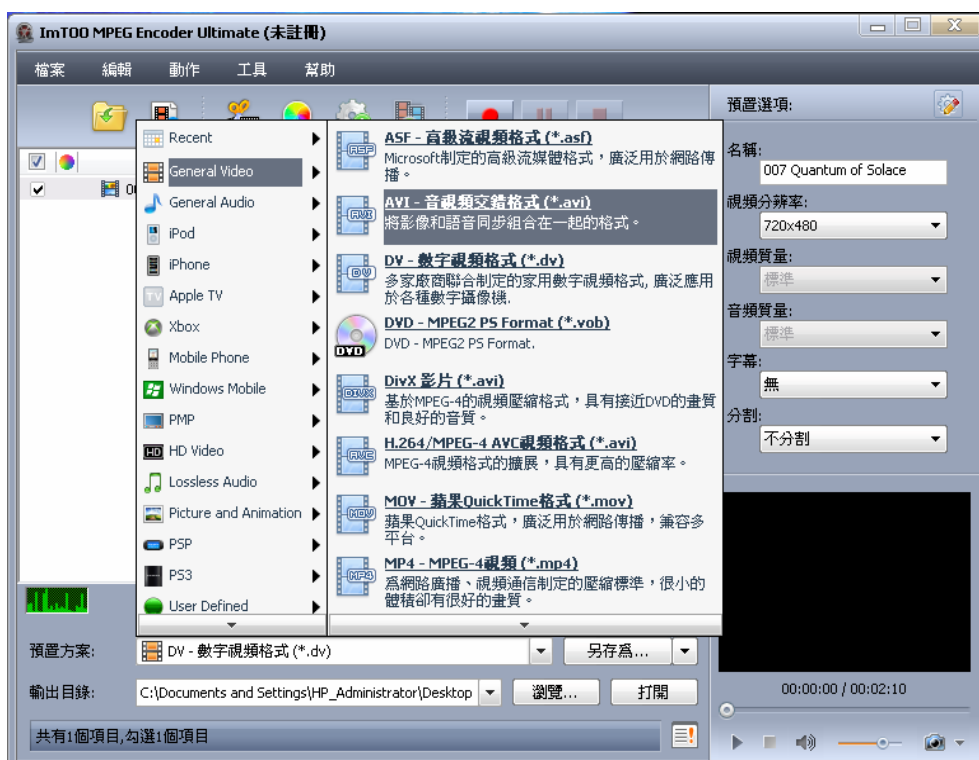 ImTOO MPEG Encoder Ultimate (未註冊)
檔案 編輯 動作 工具 幫助
Recent
General Video
General Audio
iPod
iPhone
Apple TV
Xbox
Mobile Phone
Windows Mobile
PMP
HD Video
Lossless Audio
Picture and Animation
PSP
PS3
User Defined
ASF - 高級流視頻格式 (*.asf)
Microsoft制定的高級流媒體格式，廣泛用於網路傳
播。
AVI - 音視頻交錯格式 (*.avi)
將影像和語音同步組合在一起的格式。
DV - 數字視頻格式 (*.dv)
多家廠商聯合制定的家用數字視頻格式, 廣泛應用
於各種數字攝像機.
DVD - MPEG2 PS Format (*.vob)
DVD - MPEG2 PS Format.
DivX 影片 (*.avi)
基於MPEG-4的視頻壓縮格式，具有接近DVD的畫質
和良好的音質。
H.264/MPEG-4 AVC視頻格式 (*.avi)
MPEG-4視頻格式的擴展，具有更高的壓縮率。
MOV - 蘋果QuickTime格式 (*.mov)
蘋果QuickTime格式，廣泛用於網路傳播，兼容多
平台。
MP4 - MPEG-4視頻 (*.mp4)
爲網路廣播、視頻通信制定的壓縮標準，很小的
體積卻有很好的畫質。
預置選項:
名稱:
007 Quantum of Solace
視頻分辨率:
720x480
視頻質量:
標準
音頻質量:
標準
字幕:
無
分割:
不分割
預置方案: DV - 數字視頻格式 (*.dv) 另存爲...
輸出目錄: C:\Documents and Settings\HP_Administrator\Desktop 瀏覽... 打開
00:00:00 / 00:02:10
共有1個項目,勾選1個項目